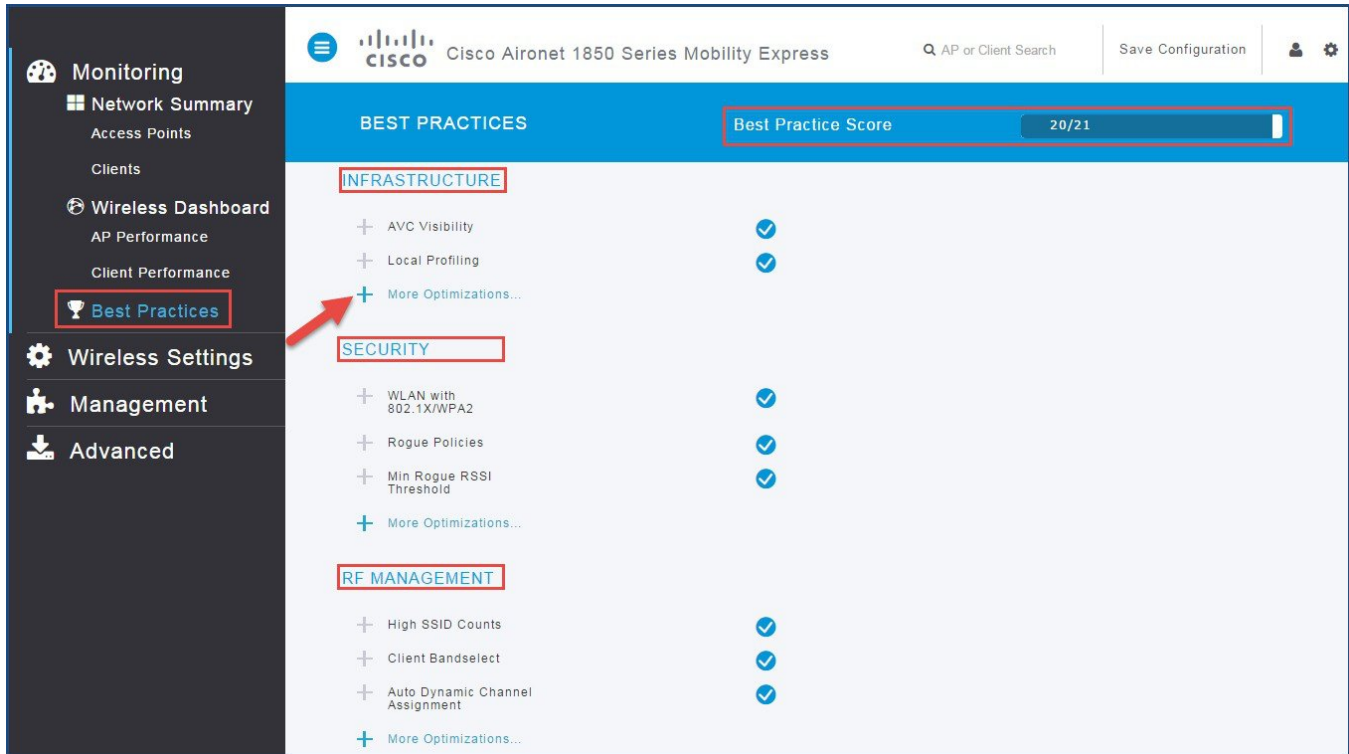 Monitoring
Network Summary
Access Points
Clients
Wireless Dashboard
AP Performance
Client Performance
Best Practices
Wireless Settings
Management
Advanced
CISCO
Cisco Aironet 1850 Series Mobility Express
AP or Client Search
Save Configuration
BEST PRACTICES
Best Practice Score
20/21
INFRASTRUCTURE
AVC Visibility
Local Profiling
More Optimizations...
SECURITY
WLAN with
802.1X/WPA2
Rogue Policies
Min Rogue RSSI
Threshold
More Optimizations...
RF MANAGEMENT
High SSID Counts
Client Bandselect
Auto Dynamic Channel
Assignment
More Optimizations...